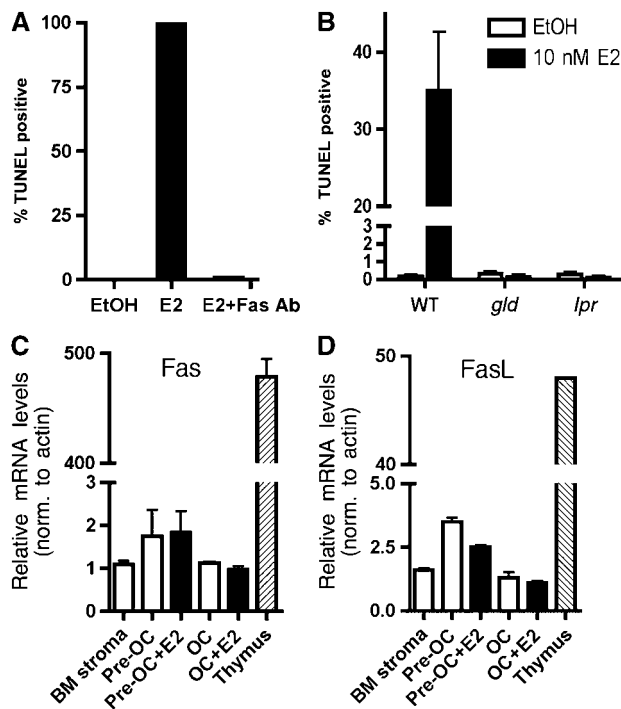 A
% TUNEL positive
100
75
50
25
0
EtOH E2 E2+Fas Ab
B
EtOH
10 nM E2
% TUNEL positive
40
30
20
3
2
1
0
WT gld lpr
C
Fas
Relative mRNA levels
(norm. to actin)
500
400
3
2
1
0
BM stroma
Pre-OC
Pre-OC+E2
OC
OC+E2
Thymus
D
FasL
Relative mRNA levels
(norm. to actin)
50
40
5.0
2.5
0.0
BM stroma
Pre-OC
Pre-OC+E2
OC
OC+E2
Thymus